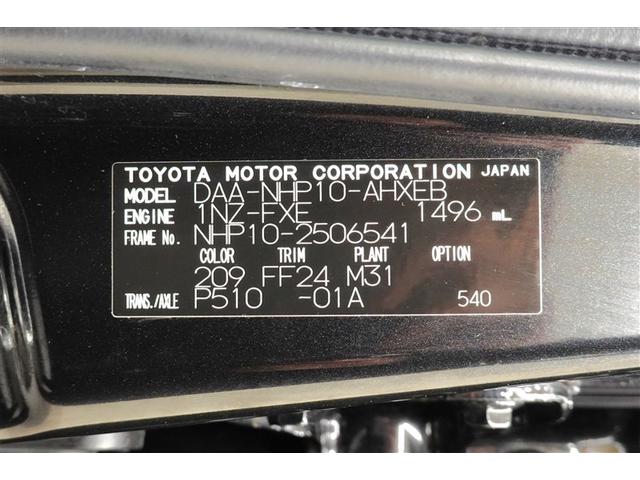 TOYOTA MOTOR CORPORATION JAPAN
MODEL DAA-NHP10-AHXEB
ENGINE 1NZ-FXE 1496 mL
FRAME No. NHP10-2506541
COLOR TRIM PLANT OPTION
209 FF24 M31
TRANS./AXLE P510 -01A 540